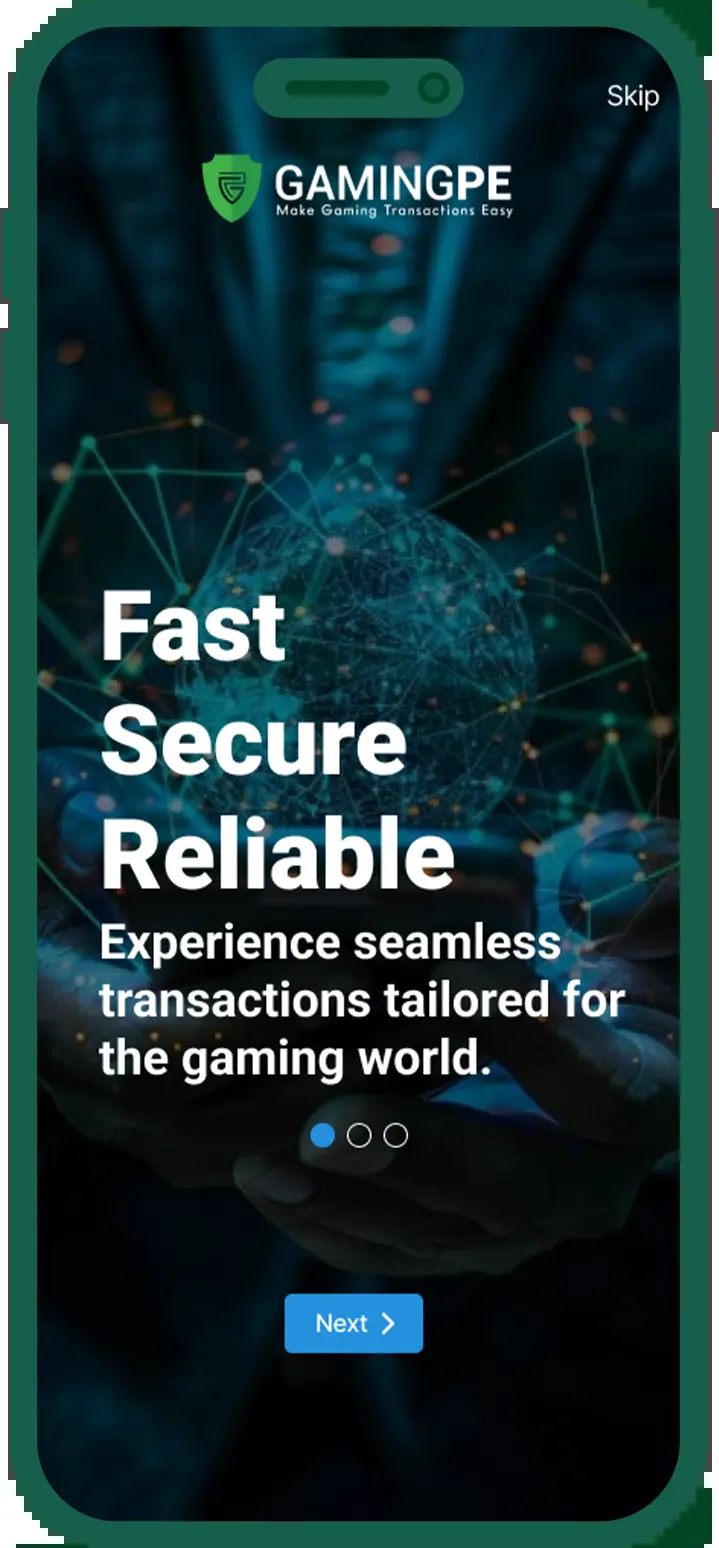 Skip
GAMINGPE
Make Gaming Transactions Easy
Fast
Secure
Reliable
Experience seamless
transactions tailored for
the gaming world.
Next